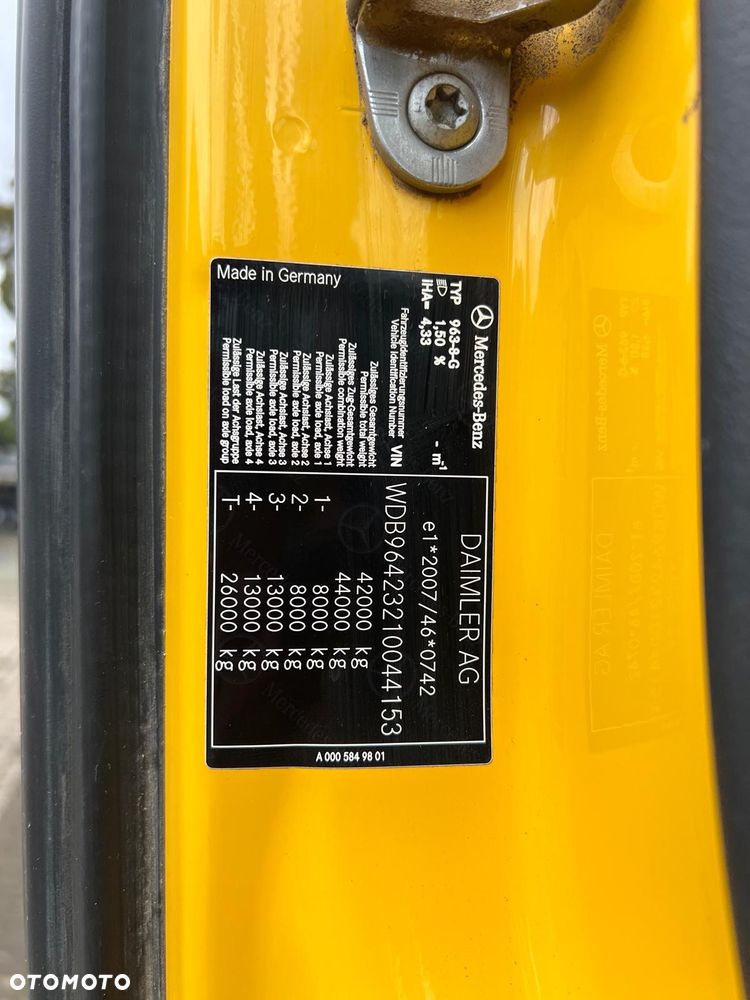 Mercedes-Benz
TYP 963-8-G
1,50 % - m-1
IHA= 4,33
DAIMLER AG
e1*2007/46*0742
Fahrzeugidentifizierungsnummer
Vehicle Identification Number VIN WDB96423210044153
Zulässiges Gesamtgewicht
Permissible total weight 42000 kg
Zulässiges Zug-Gesamtgewicht
Permissible combination weight 44000 kg
Zulässige Achslast, Achse 1
Permissible axle load, axle 1 1- 8000 kg
Zulässige Achslast, Achse 2
Permissible axle load, axle 2 2- 8000 kg
Zulässige Achslast, Achse 3
Permissible axle load, axle 3 3- 13000 kg
Zulässige Achslast, Achse 4
Permissible axle load, axle 4 4- 13000 kg
Zulässige Last der Achsgruppe
Permissible load on axle group T- 26000 kg
Made in Germany
A 000 584 98 01
OTOMOTO